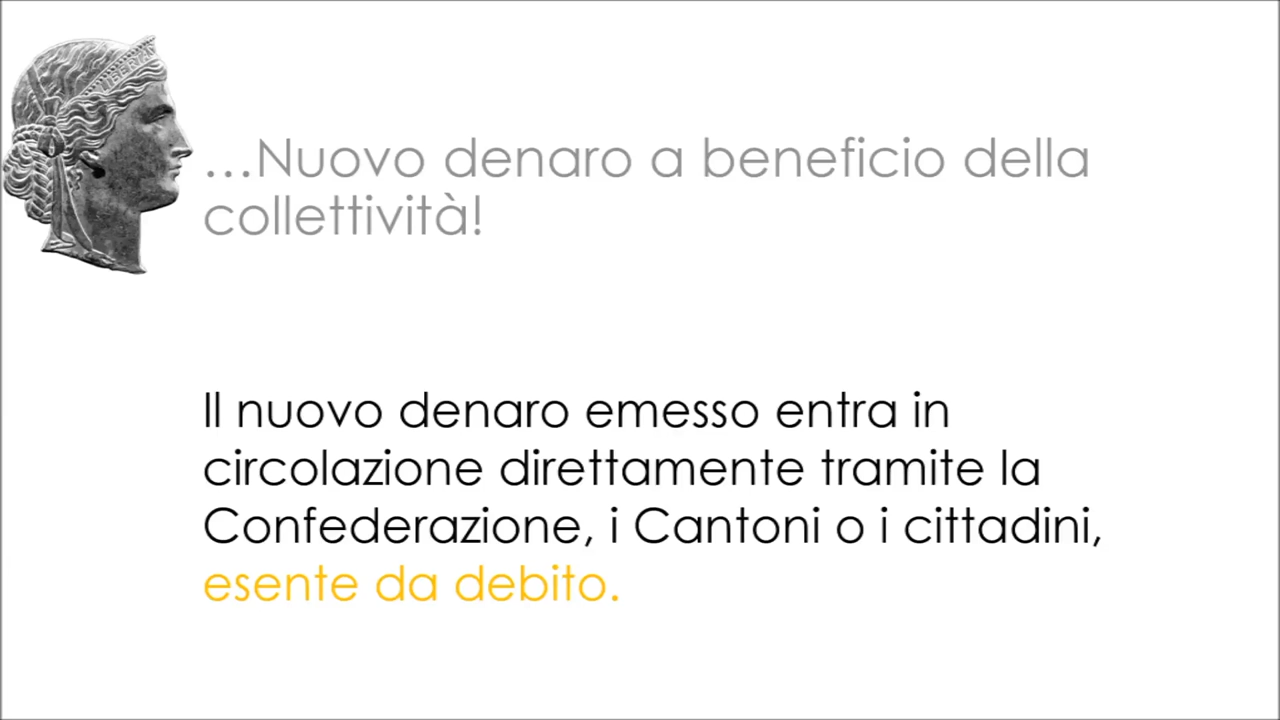 LIBERTAS
…Nuovo denaro a beneficio della
collettività!
Il nuovo denaro emesso entra in
circolazione direttamente tramite la
Confederazione, i Cantoni o i cittadini,
esente da debito.